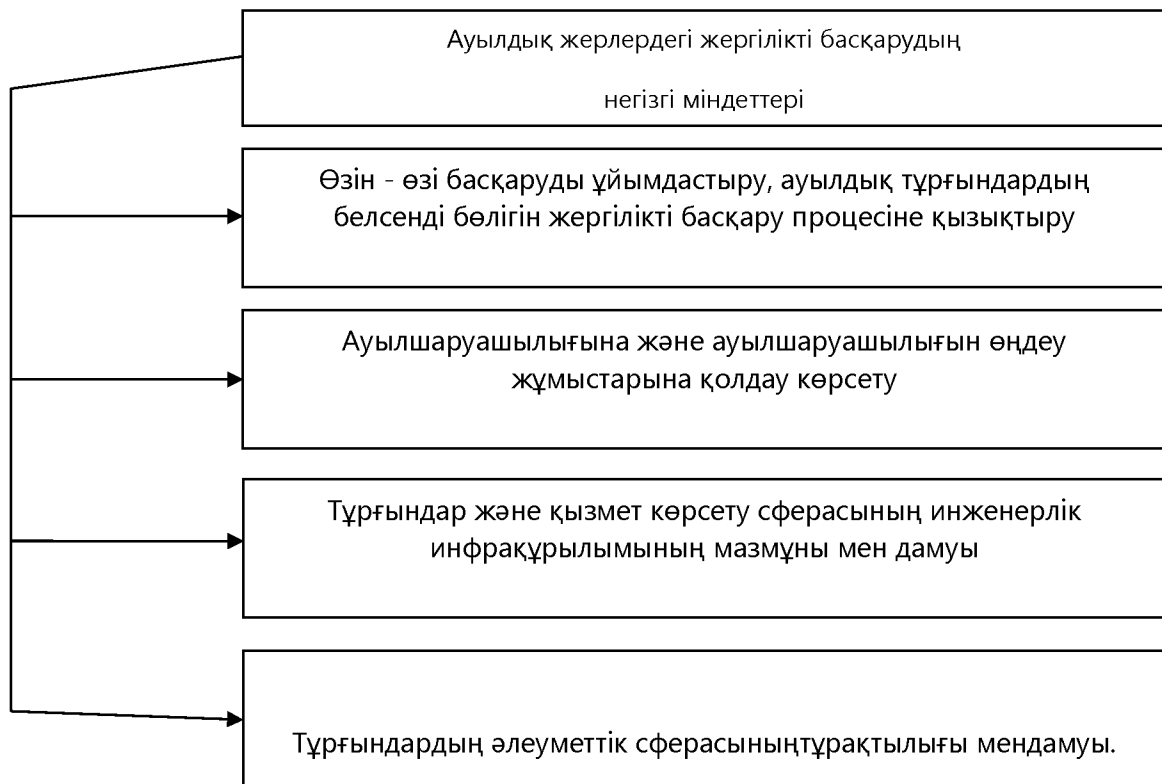 Ауылдық жерлердегі жергілікті басқарудың
негізгі міндеттері
Өзін - өзі басқаруды ұйымдастыру, ауылдық тұрғындардың
белсенді бөлігін жергілікті басқару процесіне қызықтыру
Ауылшаруашылығына және ауылшаруашылығын өңдеу
жұмыстарына қолдау көрсету
Тұрғындар және қызмет көрсету сферасының инженерлік
инфрақұрылымының мазмұны мен дамуы
Тұрғындардың әлеуметтік сферасыныңтұрақтылығы мендамуы.